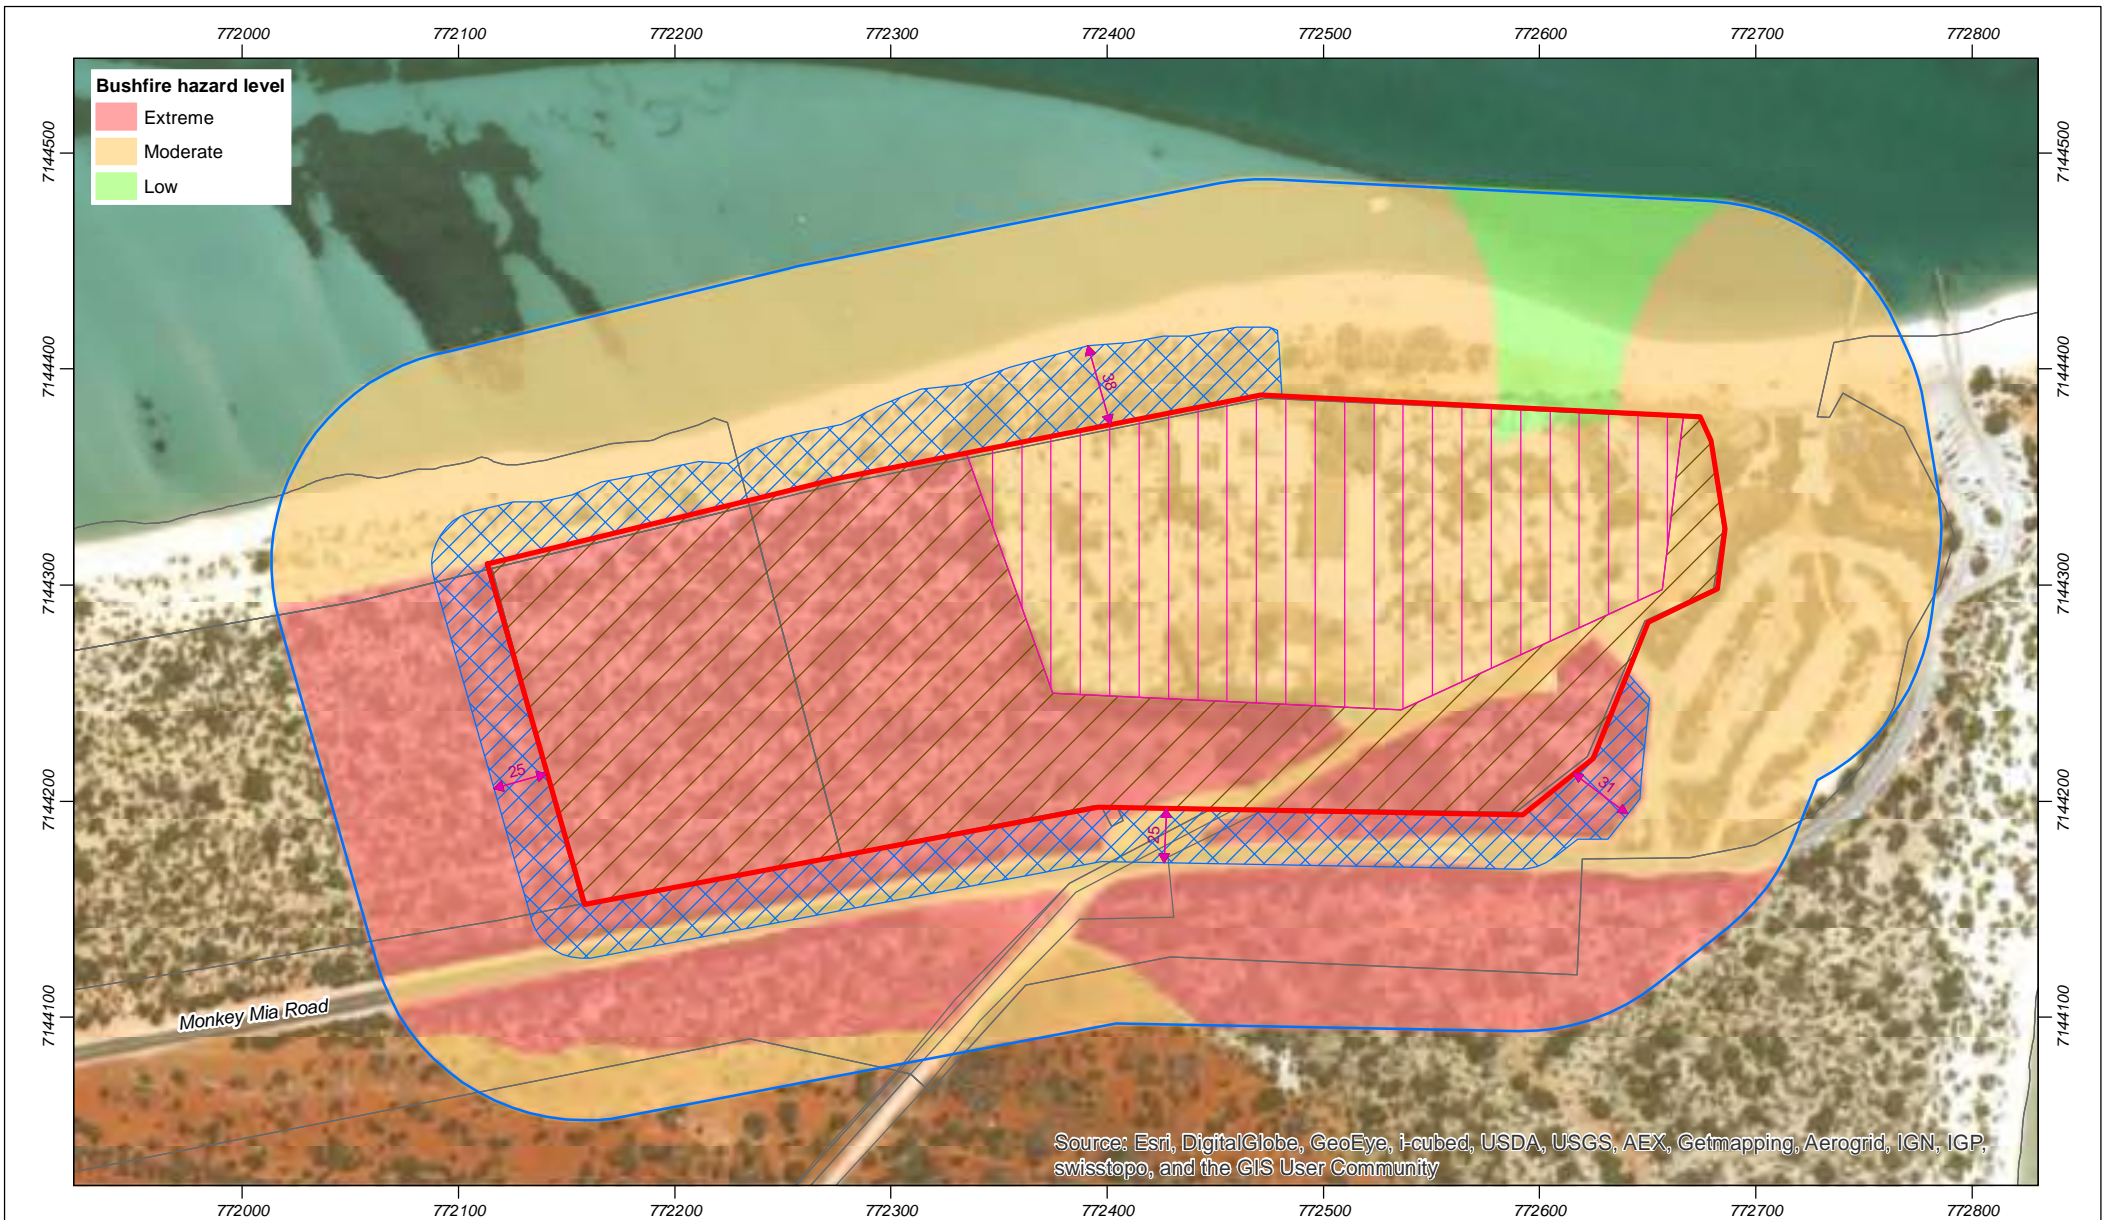 772000 772100 772200 772300 772400 772500 772600 772700 772800
Bushfire hazard level
Extreme
Moderate
Low
7144500 7144500
7144400 7144400
38
7144300 7144300
25
31
7144200 7144200
25
7144100 7144100
Monkey Mia Road
Source: Esri, DigitalGlobe, GeoEye, i-cubed, USDA, USGS, AEX, Getmapping, Aerogrid, IGN, IGP,
swisstopo, and the GIS User Community
772000 772100 772200 772300 772400 772500 772600 772700 772800